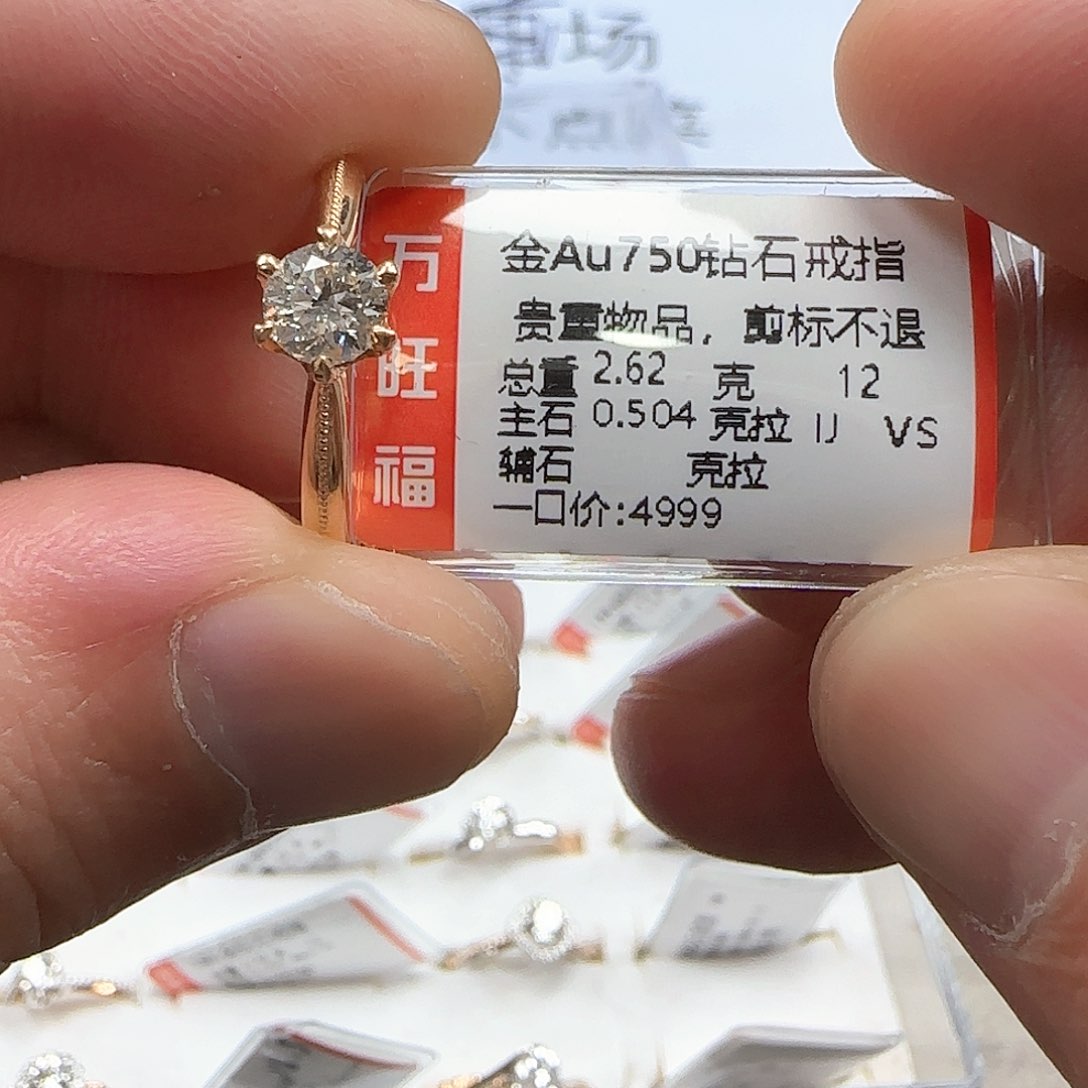 万旺福
金Au750钻石戒指
贵重物品，剪标不退
总重 2.62 克 12
主石 0.504 克拉 IJ VS
辅石 克拉
一口价:4999